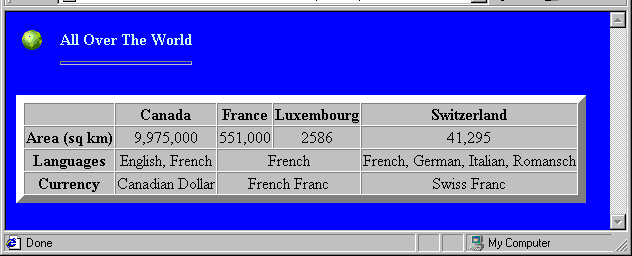 All Over The World
Canada France Luxembourg Switzerland
Area (sq km) 9,975,000 551,000 2586 41,295
Languages English, French French French, German, Italian, Romansch
Currency Canadian Dollar French Franc Swiss Franc
Done My Computer